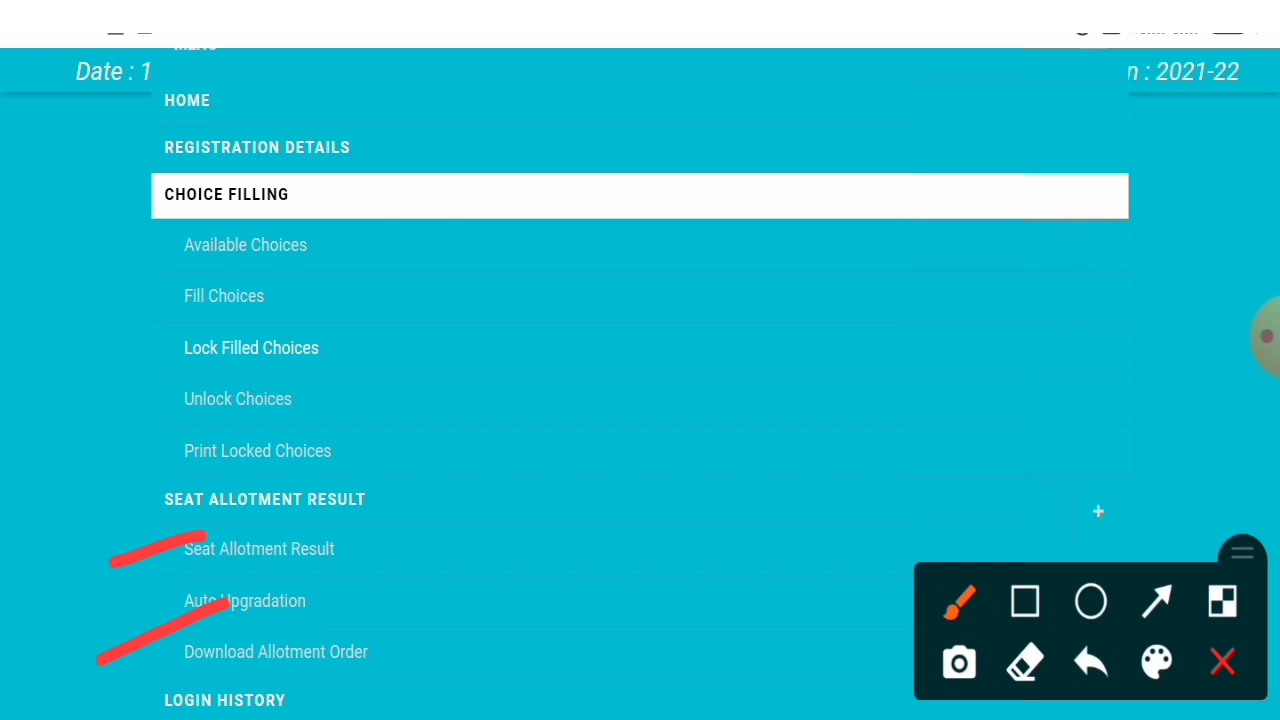 Date : 1
n : 2021-22
HOME
REGISTRATION DETAILS
CHOICE FILLING
Available Choices
Fill Choices
Lock Filled Choices
Unlock Choices
Print Locked Choices
SEAT ALLOTMENT RESULT
+
Seat Allotment Result
Auto Upgradation
Download Allotment Order
LOGIN HISTORY